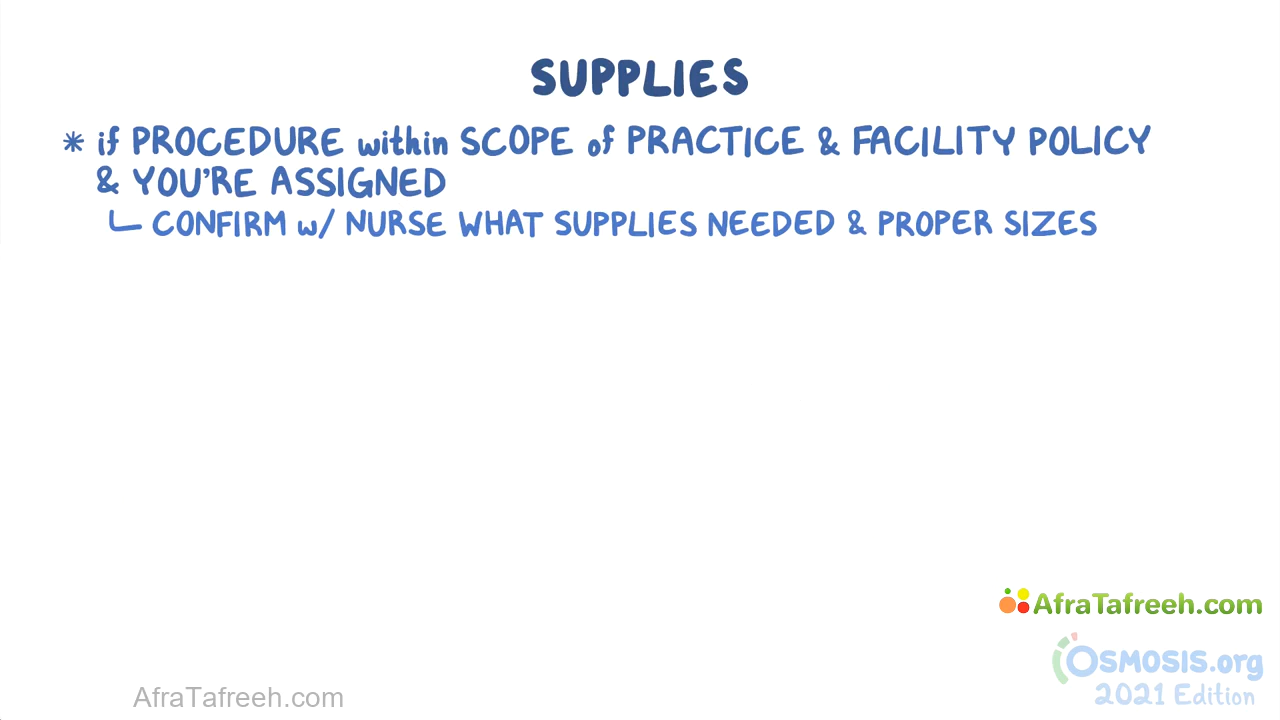 SUPPLIES
* if PROCEDURE within SCOPE of PRACTICE & FACILITY POLICY
& YOU'RE ASSIGNED
CONFIRM w/ NURSE WHAT SUPPLIES NEEDED & PROPER SIZES
AfraTafreeh.com
OSMOSIS.org
2021 Edition
AfraTafreeh.com